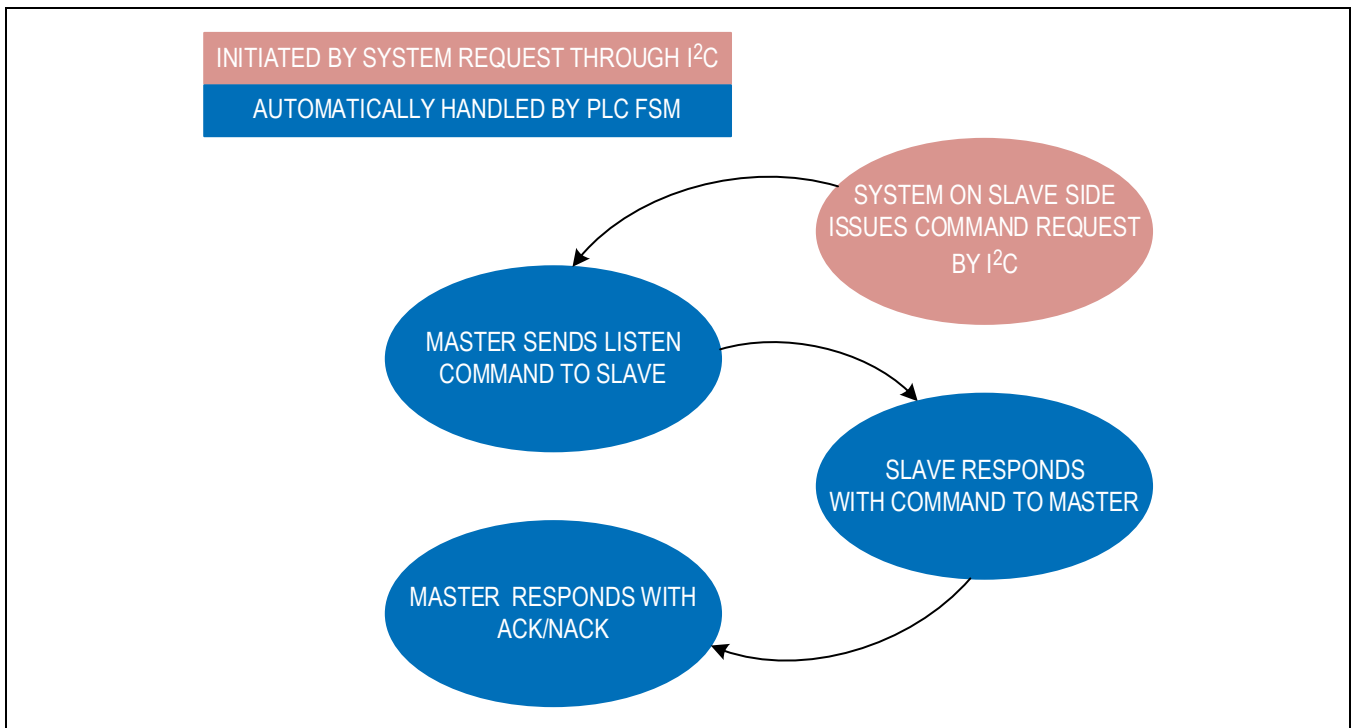 INITIATED BY SYSTEM REQUEST THROUGH I²C
AUTOMATICALLY HANDLED BY PLC FSM
SYSTEM ON SLAVE SIDE
ISSUES COMMAND REQUEST
BY I²C
MASTER SENDS LISTEN
COMMAND TO SLAVE
SLAVE RESPONDS
WITH COMMAND TO MASTER
MASTER RESPONDS WITH
ACK/NACK